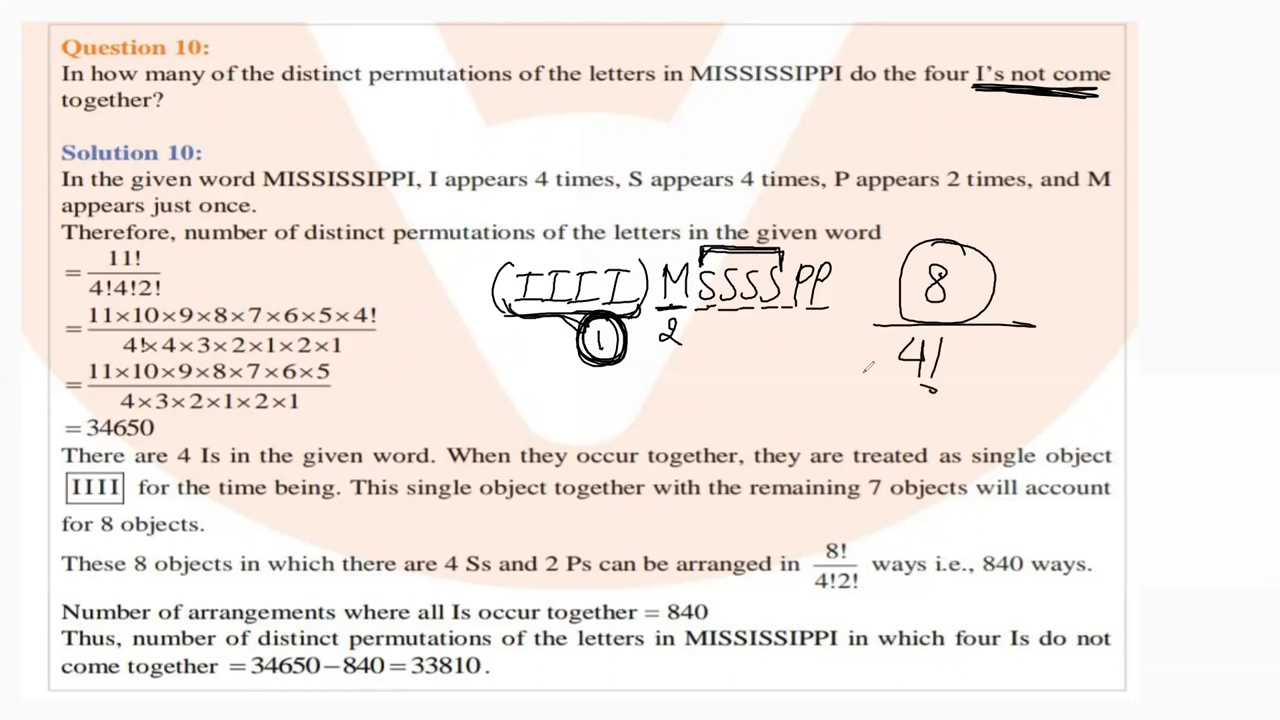 Question 10:
In how many of the distinct permutations of the letters in MISSISSIPPI do the four I's not come
together?
Solution 10:
In the given word MISSISSIPPI, I appears 4 times, S appears 4 times, P appears 2 times, and M
appears just once.
Therefore, number of distinct permutations of the letters in the given word
= 11! / 4!4!2!
= 11×10×9×8×7×6×5×4! / 4!×4×3×2×1×2×1
= 11×10×9×8×7×6×5 / 4×3×2×1×2×1
= 34650
(IIII) M SSSS PP
1 2
8 / 4!
There are 4 Is in the given word. When they occur together, they are treated as single object
IIII for the time being. This single object together with the remaining 7 objects will account
for 8 objects.
These 8 objects in which there are 4 Ss and 2 Ps can be arranged in 8! / 4!2! ways i.e., 840 ways.
Number of arrangements where all Is occur together = 840
Thus, number of distinct permutations of the letters in MISSISSIPPI in which four Is do not
come together = 34650−840 = 33810.